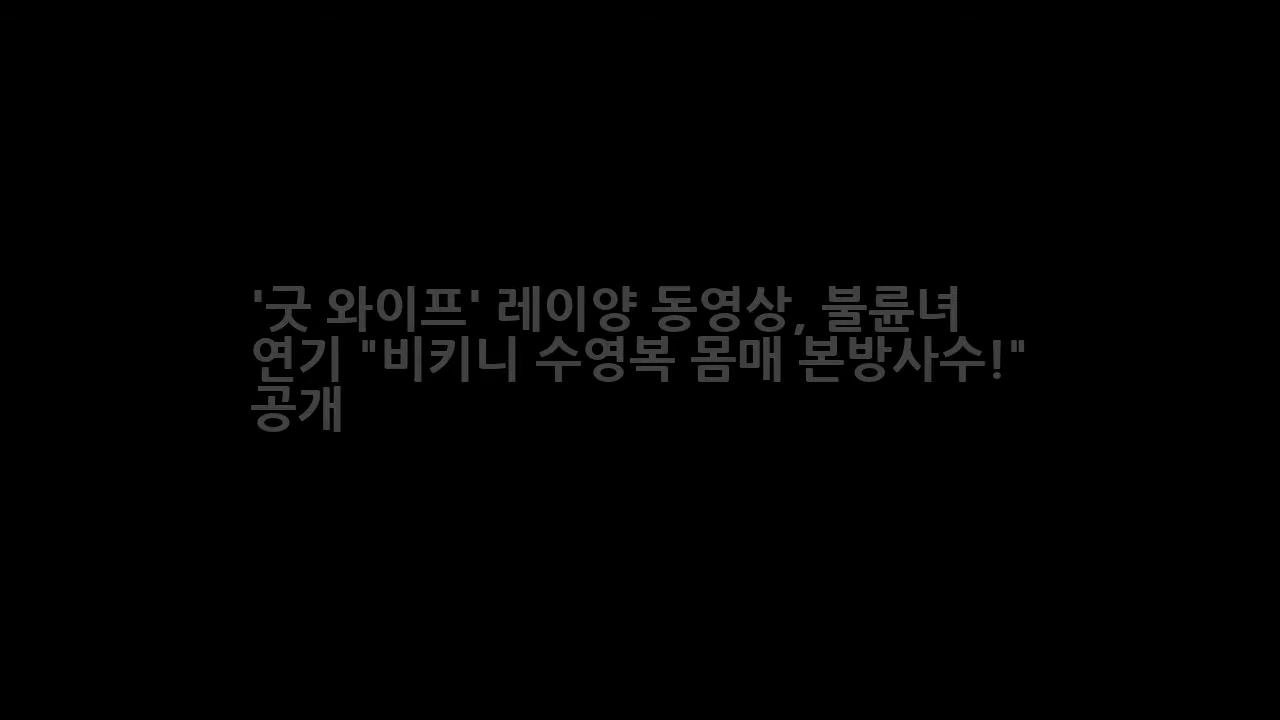 '굿 와이프' 레이양 동영상, 불륜녀
연기 "비키니 수영복 몸매 본방사수!"
공개